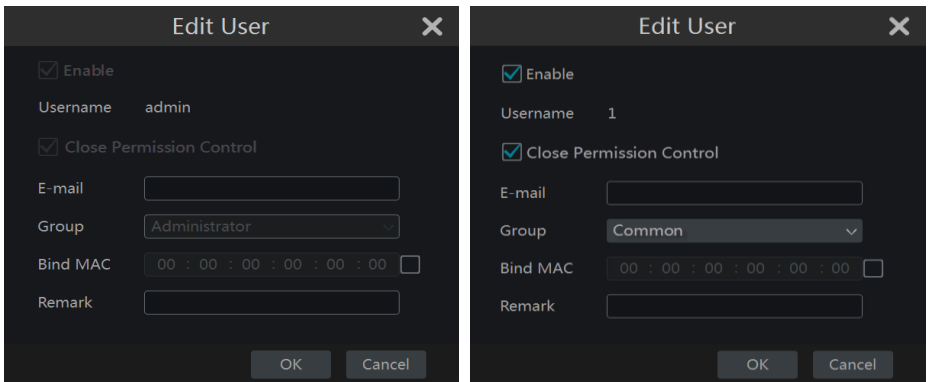 Edit User
Enable
Username admin
Close Permission Control
E-mail
Group Administrator
Bind MAC 00 : 00 : 00 : 00 : 00 : 00
Remark
OK Cancel
Edit User
Enable
Username 1
Close Permission Control
E-mail
Group Common
Bind MAC 00 : 00 : 00 : 00 : 00 : 00
Remark
OK Cancel